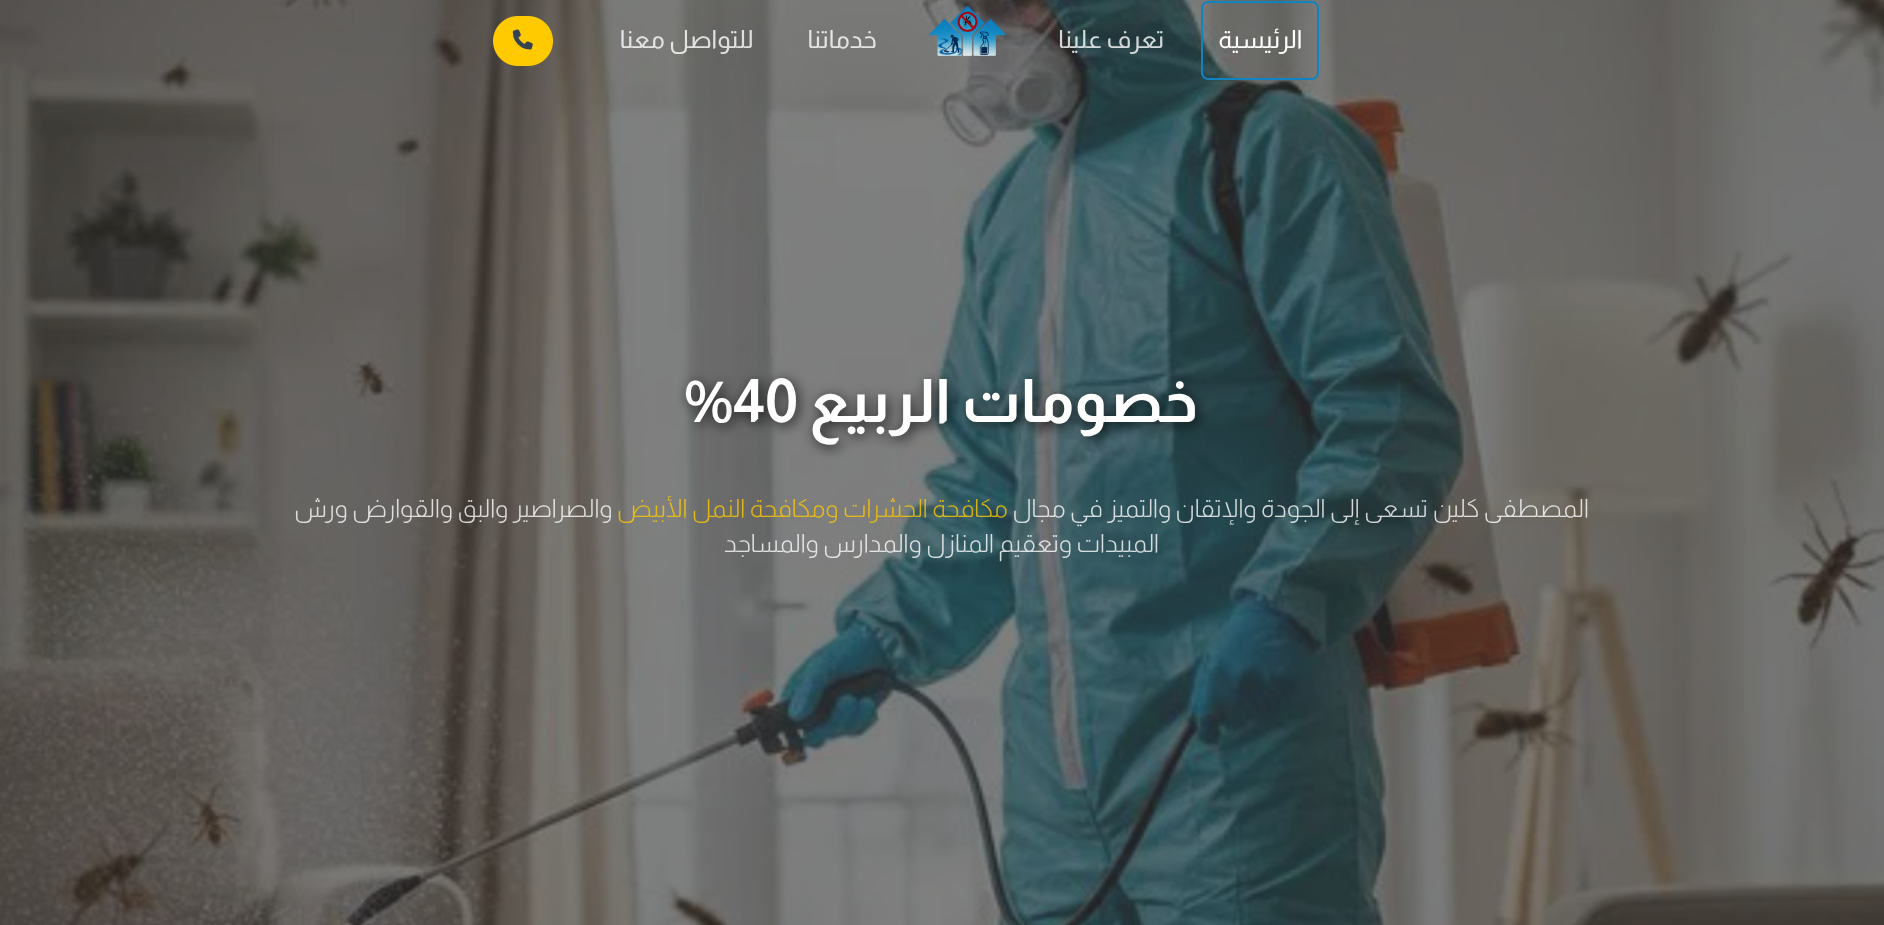 الرئيسية
تعرف علينا
خدماتنا
للتواصل معنا
خصومات الربيع 40%
المصطفى كلين تسعى إلى الجودة والإتقان والتميز في مجال مكافحة الحشرات ومكافحة النمل الأبيض والصراصير والبق والقوارض ورش
المبيدات وتعقيم المنازل والمدارس والمساجد